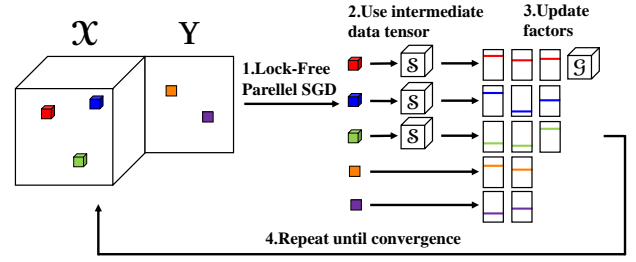 𝒳 Y
1.Lock-Free
Parellel SGD
2.Use intermediate
data tensor
3.Update
factors
𝒮
𝒢
𝒮
𝒮
4.Repeat until convergence